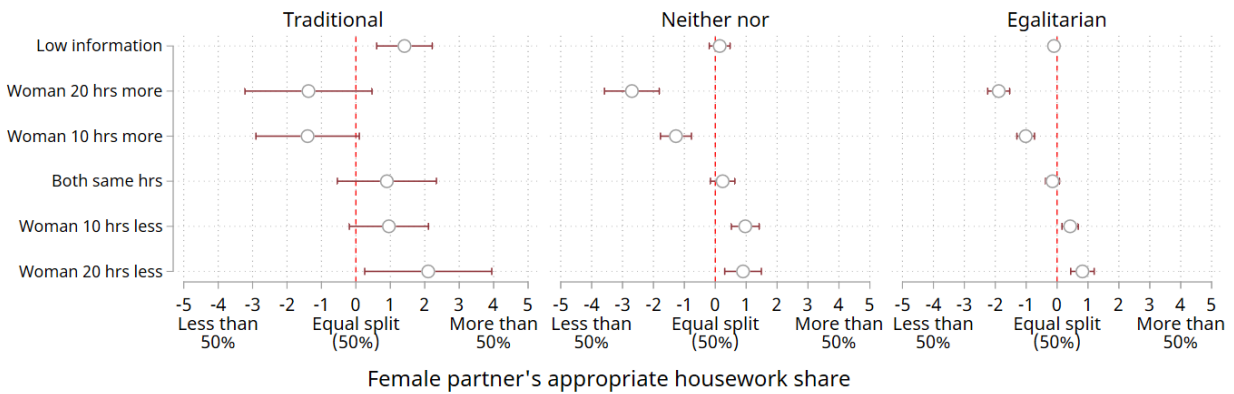 Traditional Neither nor Egalitarian
Low information
Woman 20 hrs more
Woman 10 hrs more
Both same hrs
Woman 10 hrs less
Woman 20 hrs less
-5 -4 -3 -2 -1 0 1 2 3 4 5 -5 -4 -3 -2 -1 0 1 2 3 4 5 -5 -4 -3 -2 -1 0 1 2 3 4 5
Less than Equal split More than Less than Equal split More than Less than Equal split More than
50% (50%) 50% 50% (50%) 50% 50% (50%) 50%
Female partner's appropriate housework share